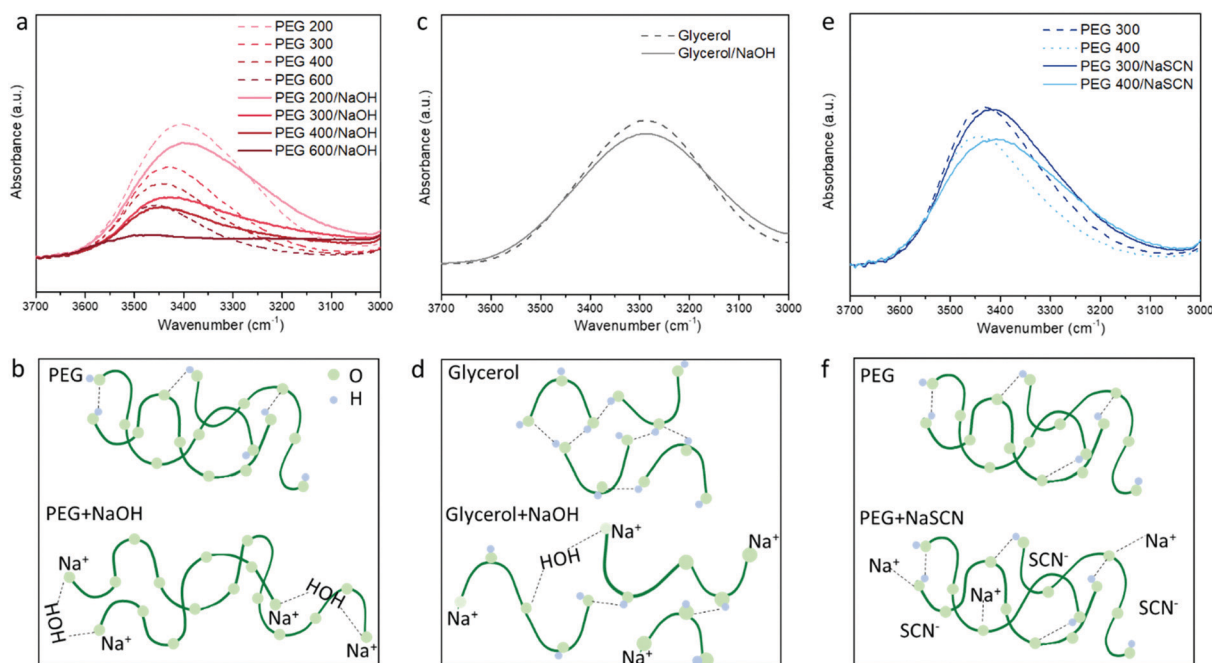 a
PEG 200
PEG 300
PEG 400
PEG 600
PEG 200/NaOH
PEG 300/NaOH
PEG 400/NaOH
PEG 600/NaOH
Absorbance (a.u.)
3700 3600 3500 3400 3300 3200 3100 3000
Wavenumber (cm⁻¹)
c
Glycerol
Glycerol/NaOH
Absorbance (a.u.)
3700 3600 3500 3400 3300 3200 3100 3000
Wavenumber (cm⁻¹)
e
PEG 300
PEG 400
PEG 300/NaSCN
PEG 400/NaSCN
Absorbance (a.u.)
3700 3600 3500 3400 3300 3200 3100 3000
Wavenumber (cm⁻¹)
b
PEG
O
H
PEG+NaOH
Na⁺
HOH
Na⁺
Na⁺
HOH
Na⁺
d
Glycerol
Glycerol+NaOH
Na⁺
HOH
Na⁺
Na⁺
Na⁺
f
PEG
PEG+NaSCN
Na⁺
SCN⁻
Na⁺
Na⁺
SCN⁻
SCN⁻